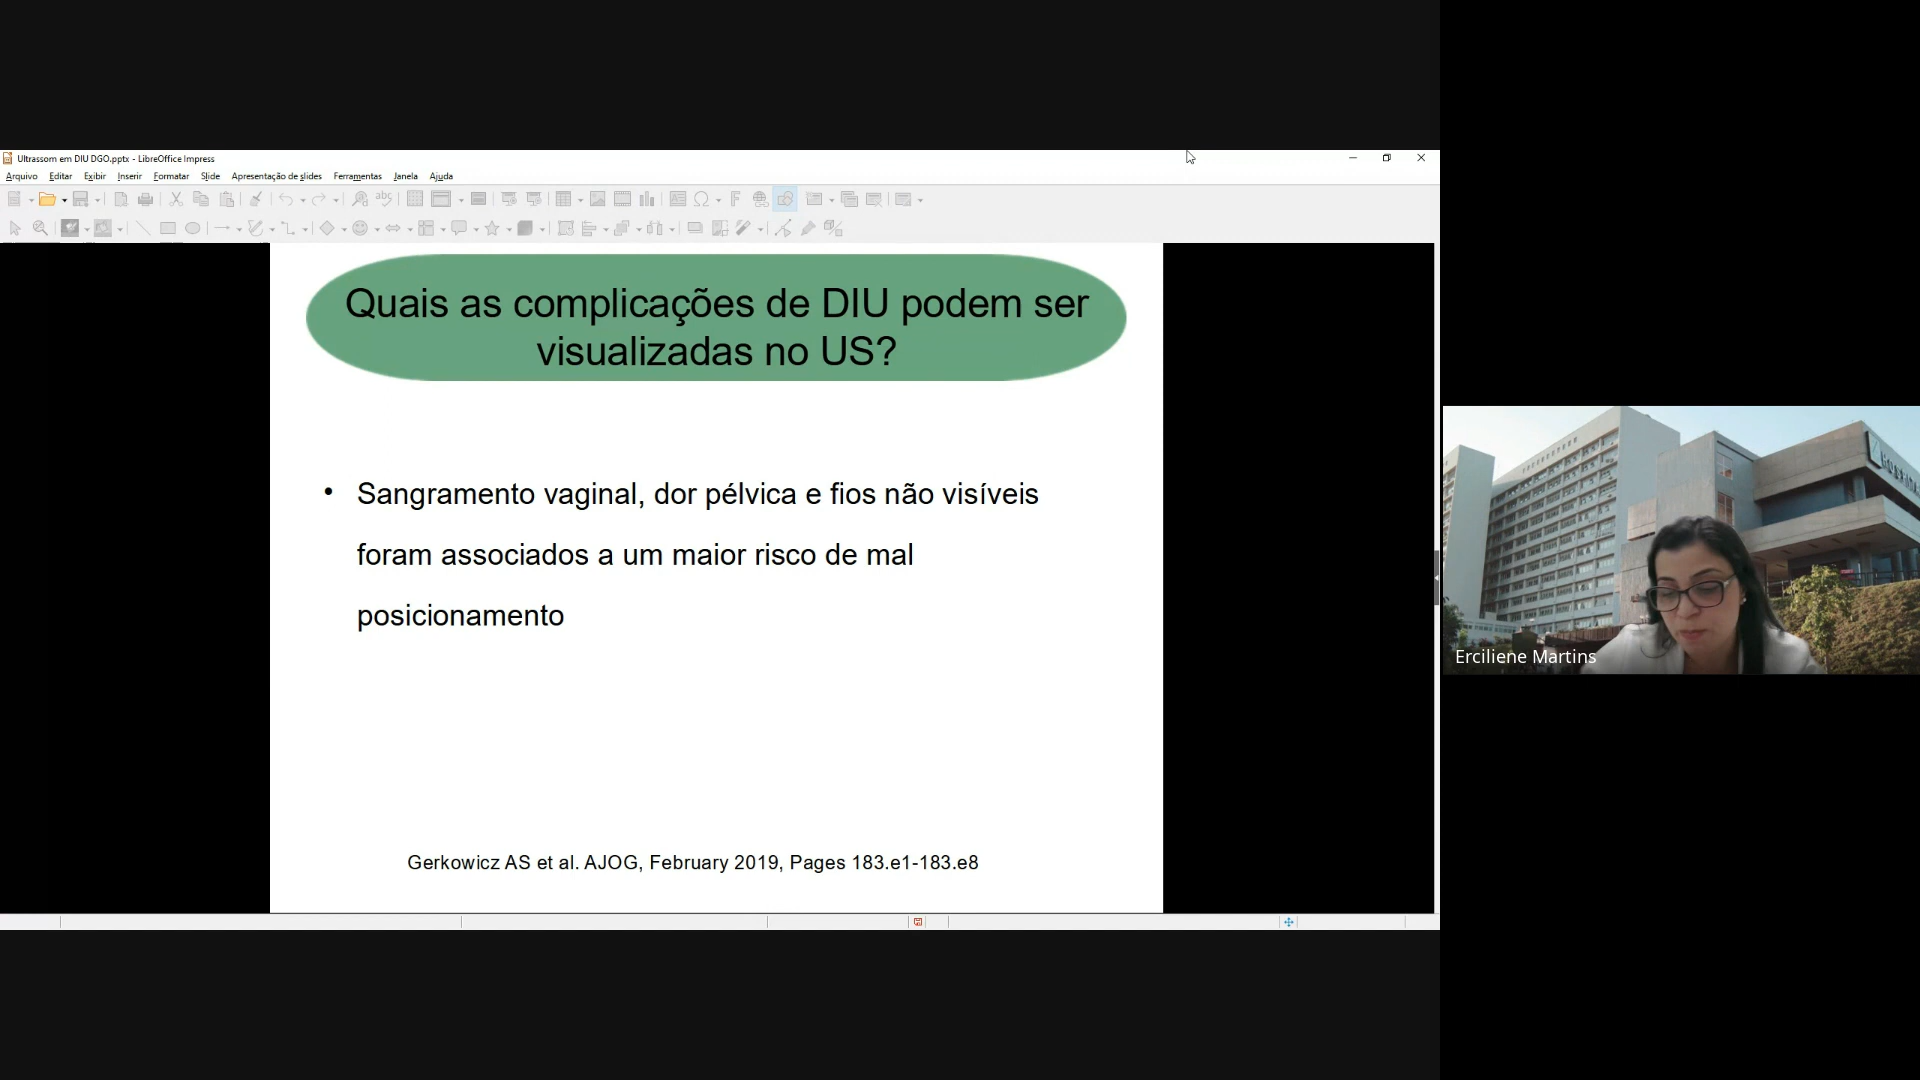 Ultrassom em DIU DGO.pptx - LibreOffice Impress
Arquivo Editar Exibir Inserir Formatar Slide Apresentação de slides Ferramentas Janela Ajuda
Quais as complicações de DIU podem ser
visualizadas no US?
• Sangramento vaginal, dor pélvica e fios não visíveis
foram associados a um maior risco de mal
posicionamento
Gerkowicz AS et al. AJOG, February 2019, Pages 183.e1-183.e8
Erciliene Martins